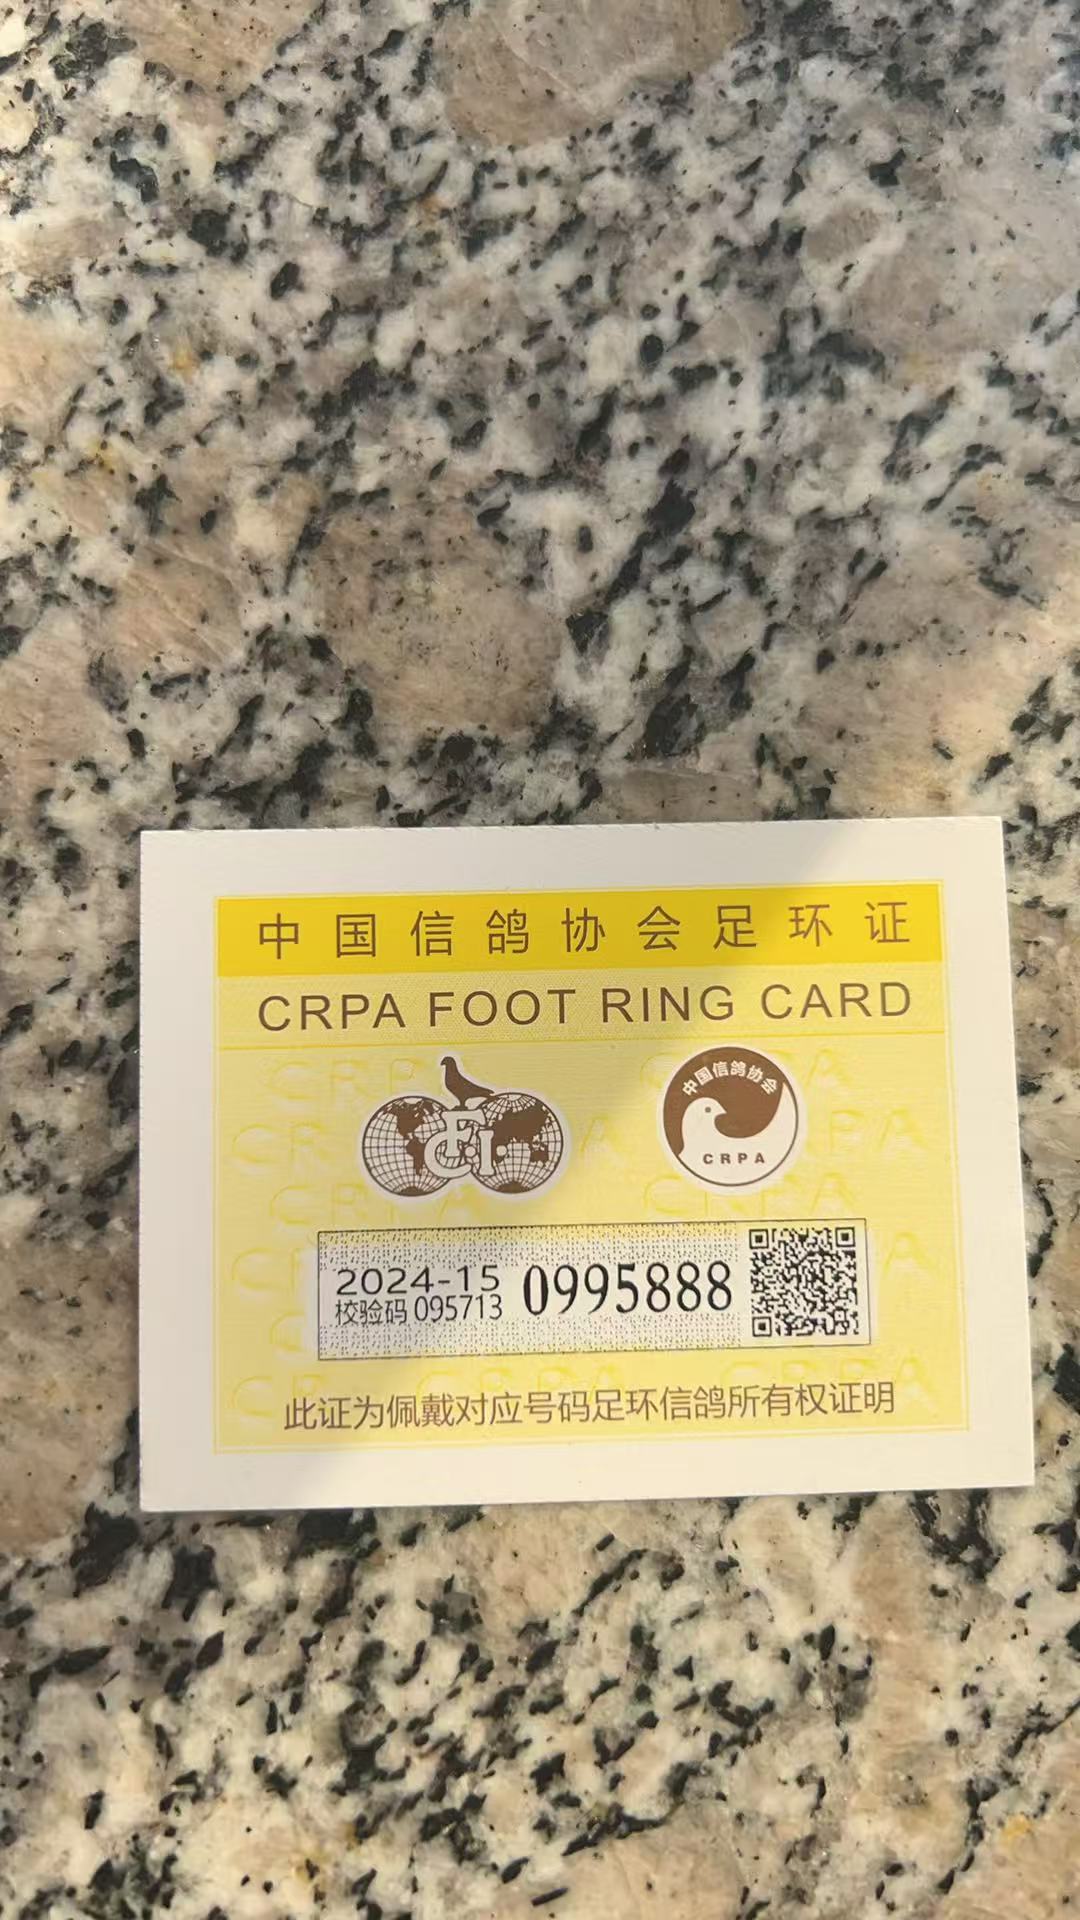 中国信鸽协会足环证
CRPA FOOT RING CARD
FCI
中国信鸽协会
CRPA
2024-15
校验码 095713
0995888
此证为佩戴对应号码足环信鸽所有权证明